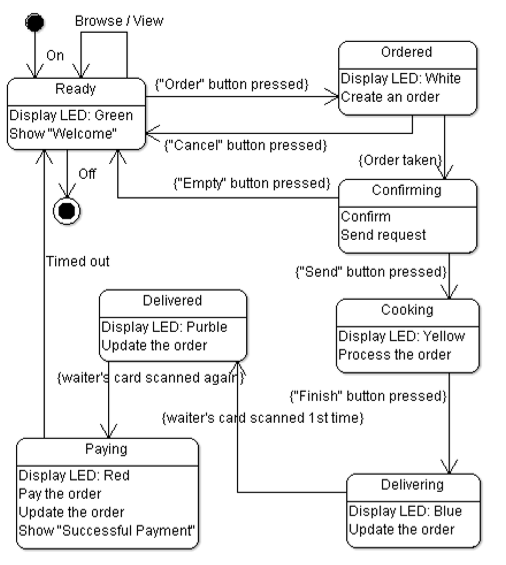 Browse / View
On
Ready
Display LED: Green
Show "Welcome"
{"Order" button pressed}
Ordered
Display LED: White
Create an order
{"Cancel" button pressed}
Off
{Order taken}
{"Empty" button pressed}
Confirming
Confirm
Send request
Timed out
{"Send" button pressed}
Delivered
Display LED: Purble
Update the order
Cooking
Display LED: Yellow
Process the order
{waiter's card scanned again}
{"Finish" button pressed}
{waiter's card scanned 1st time}
Paying
Display LED: Red
Pay the order
Update the order
Show "Successful Payment"
Delivering
Display LED: Blue
Update the order